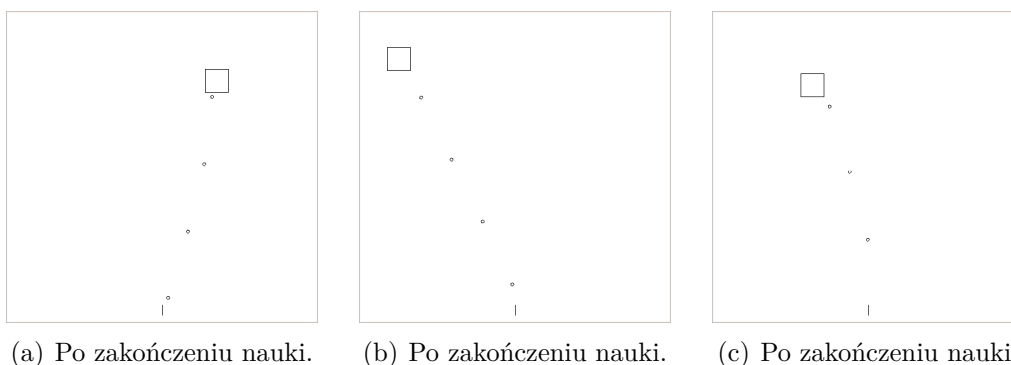 (a) Po zakończeniu nauki.
(b) Po zakończeniu nauki.
(c) Po zakończeniu nauki